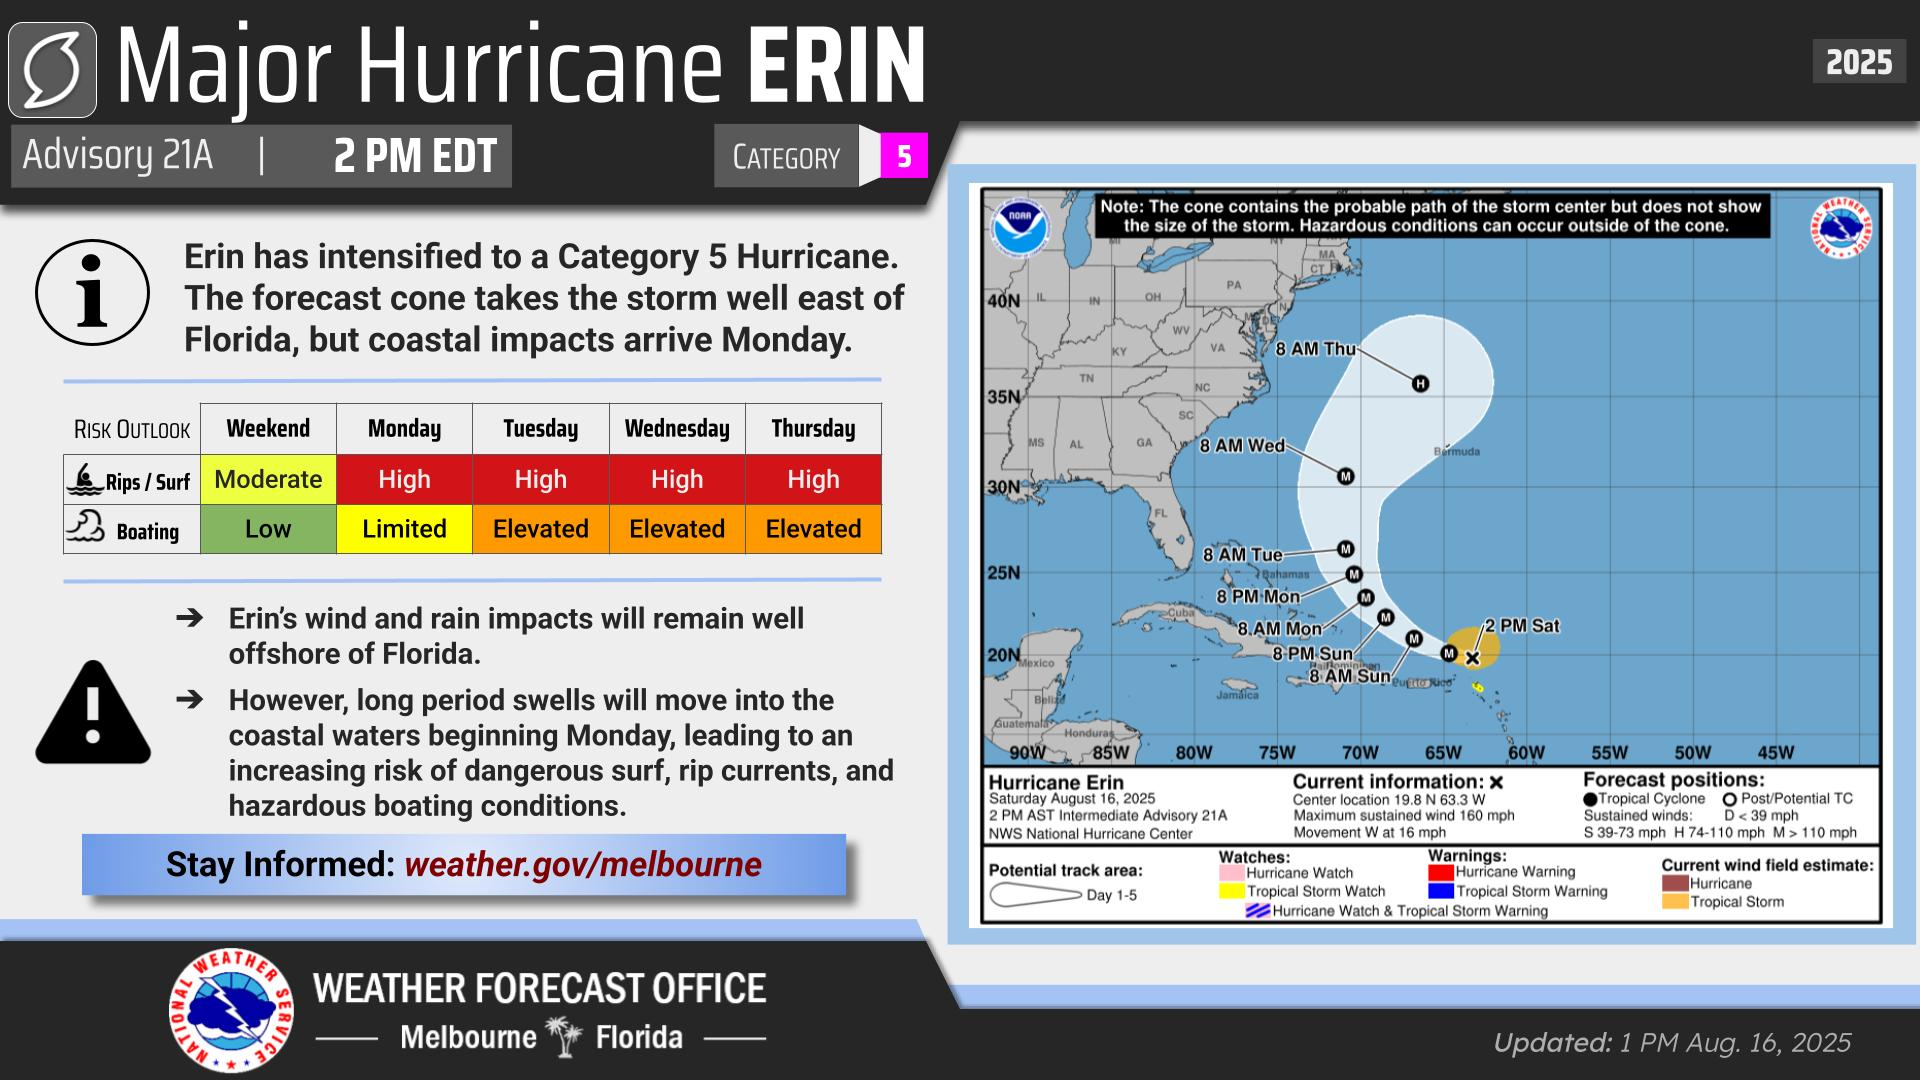 Major Hurricane ERIN
2025
Advisory 21A | 2 PM EDT
CATEGORY 5
Erin has intensified to a Category 5 Hurricane.
The forecast cone takes the storm well east of
Florida, but coastal impacts arrive Monday.
RISK OUTLOOK Weekend Monday Tuesday Wednesday Thursday
Rips / Surf Moderate High High High High
Boating Low Limited Elevated Elevated Elevated
➔ Erin's wind and rain impacts will remain well
offshore of Florida.
➔ However, long period swells will move into the
coastal waters beginning Monday, leading to an
increasing risk of dangerous surf, rip currents, and
hazardous boating conditions.
Stay Informed: weather.gov/melbourne
NATIONAL WEATHER SERVICE
WEATHER FORECAST OFFICE
Melbourne Florida
Note: The cone contains the probable path of the storm center but does not show
the size of the storm. Hazardous conditions can occur outside of the cone.
NOAA
NATIONAL WEATHER SERVICE
MI
NY
MA
CT
PA
40N
IL
IN
OH
WV
KY
VA
8 AM Thu
H
TN
NC
35N
SC
MS
AL
GA
8 AM Wed
M
Bermuda
30N
FL
8 AM Tue
M
25N
Bahamas
M
8 PM Mon
M
Cuba
8 AM Mon
M
2 PM Sat
8 PM Sun
M
M
20N
Mexico
8 AM Sun
Puerto Rico
Jamaica
Belize
Guatemala
Honduras
90W 85W 80W 75W 70W 65W 60W 55W 50W 45W
Hurricane Erin
Saturday August 16, 2025
2 PM AST Intermediate Advisory 21A
NWS National Hurricane Center
Current information: x
Center location 19.8 N 63.3 W
Maximum sustained wind 160 mph
Movement W at 16 mph
Forecast positions:
Tropical Cyclone Post/Potential TC
Sustained winds: D < 39 mph
S 39-73 mph H 74-110 mph M > 110 mph
Potential track area:
Day 1-5
Watches:
Hurricane Watch
Tropical Storm Watch
Warnings:
Hurricane Warning
Tropical Storm Warning
Hurricane Watch & Tropical Storm Warning
Current wind field estimate:
Hurricane
Tropical Storm
Updated: 1 PM Aug. 16, 2025